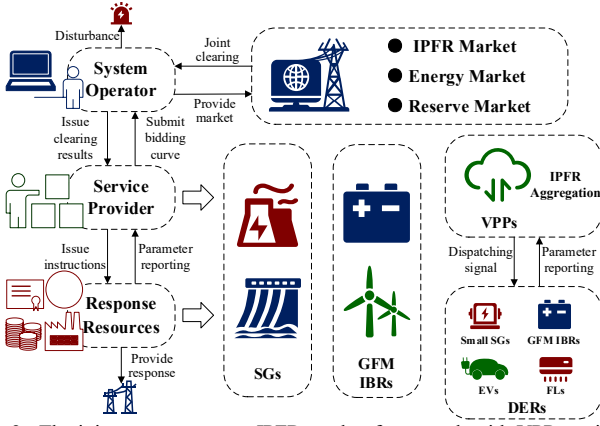 Disturbance
System
Operator
Joint
clearing
Provide
market
IPFR Market
Energy Market
Reserve Market
Issue
clearing
results
Submit
bidding
curve
Service
Provider
Issue
instructions
Parameter
reporting
Response
Resources
Provide
response
SGs
GFM
IBRs
IPFR
Aggregation
VPPs
Dispatching
signal
Parameter
reporting
Small SGs
GFM IBRs
EVs
FLs
DERs